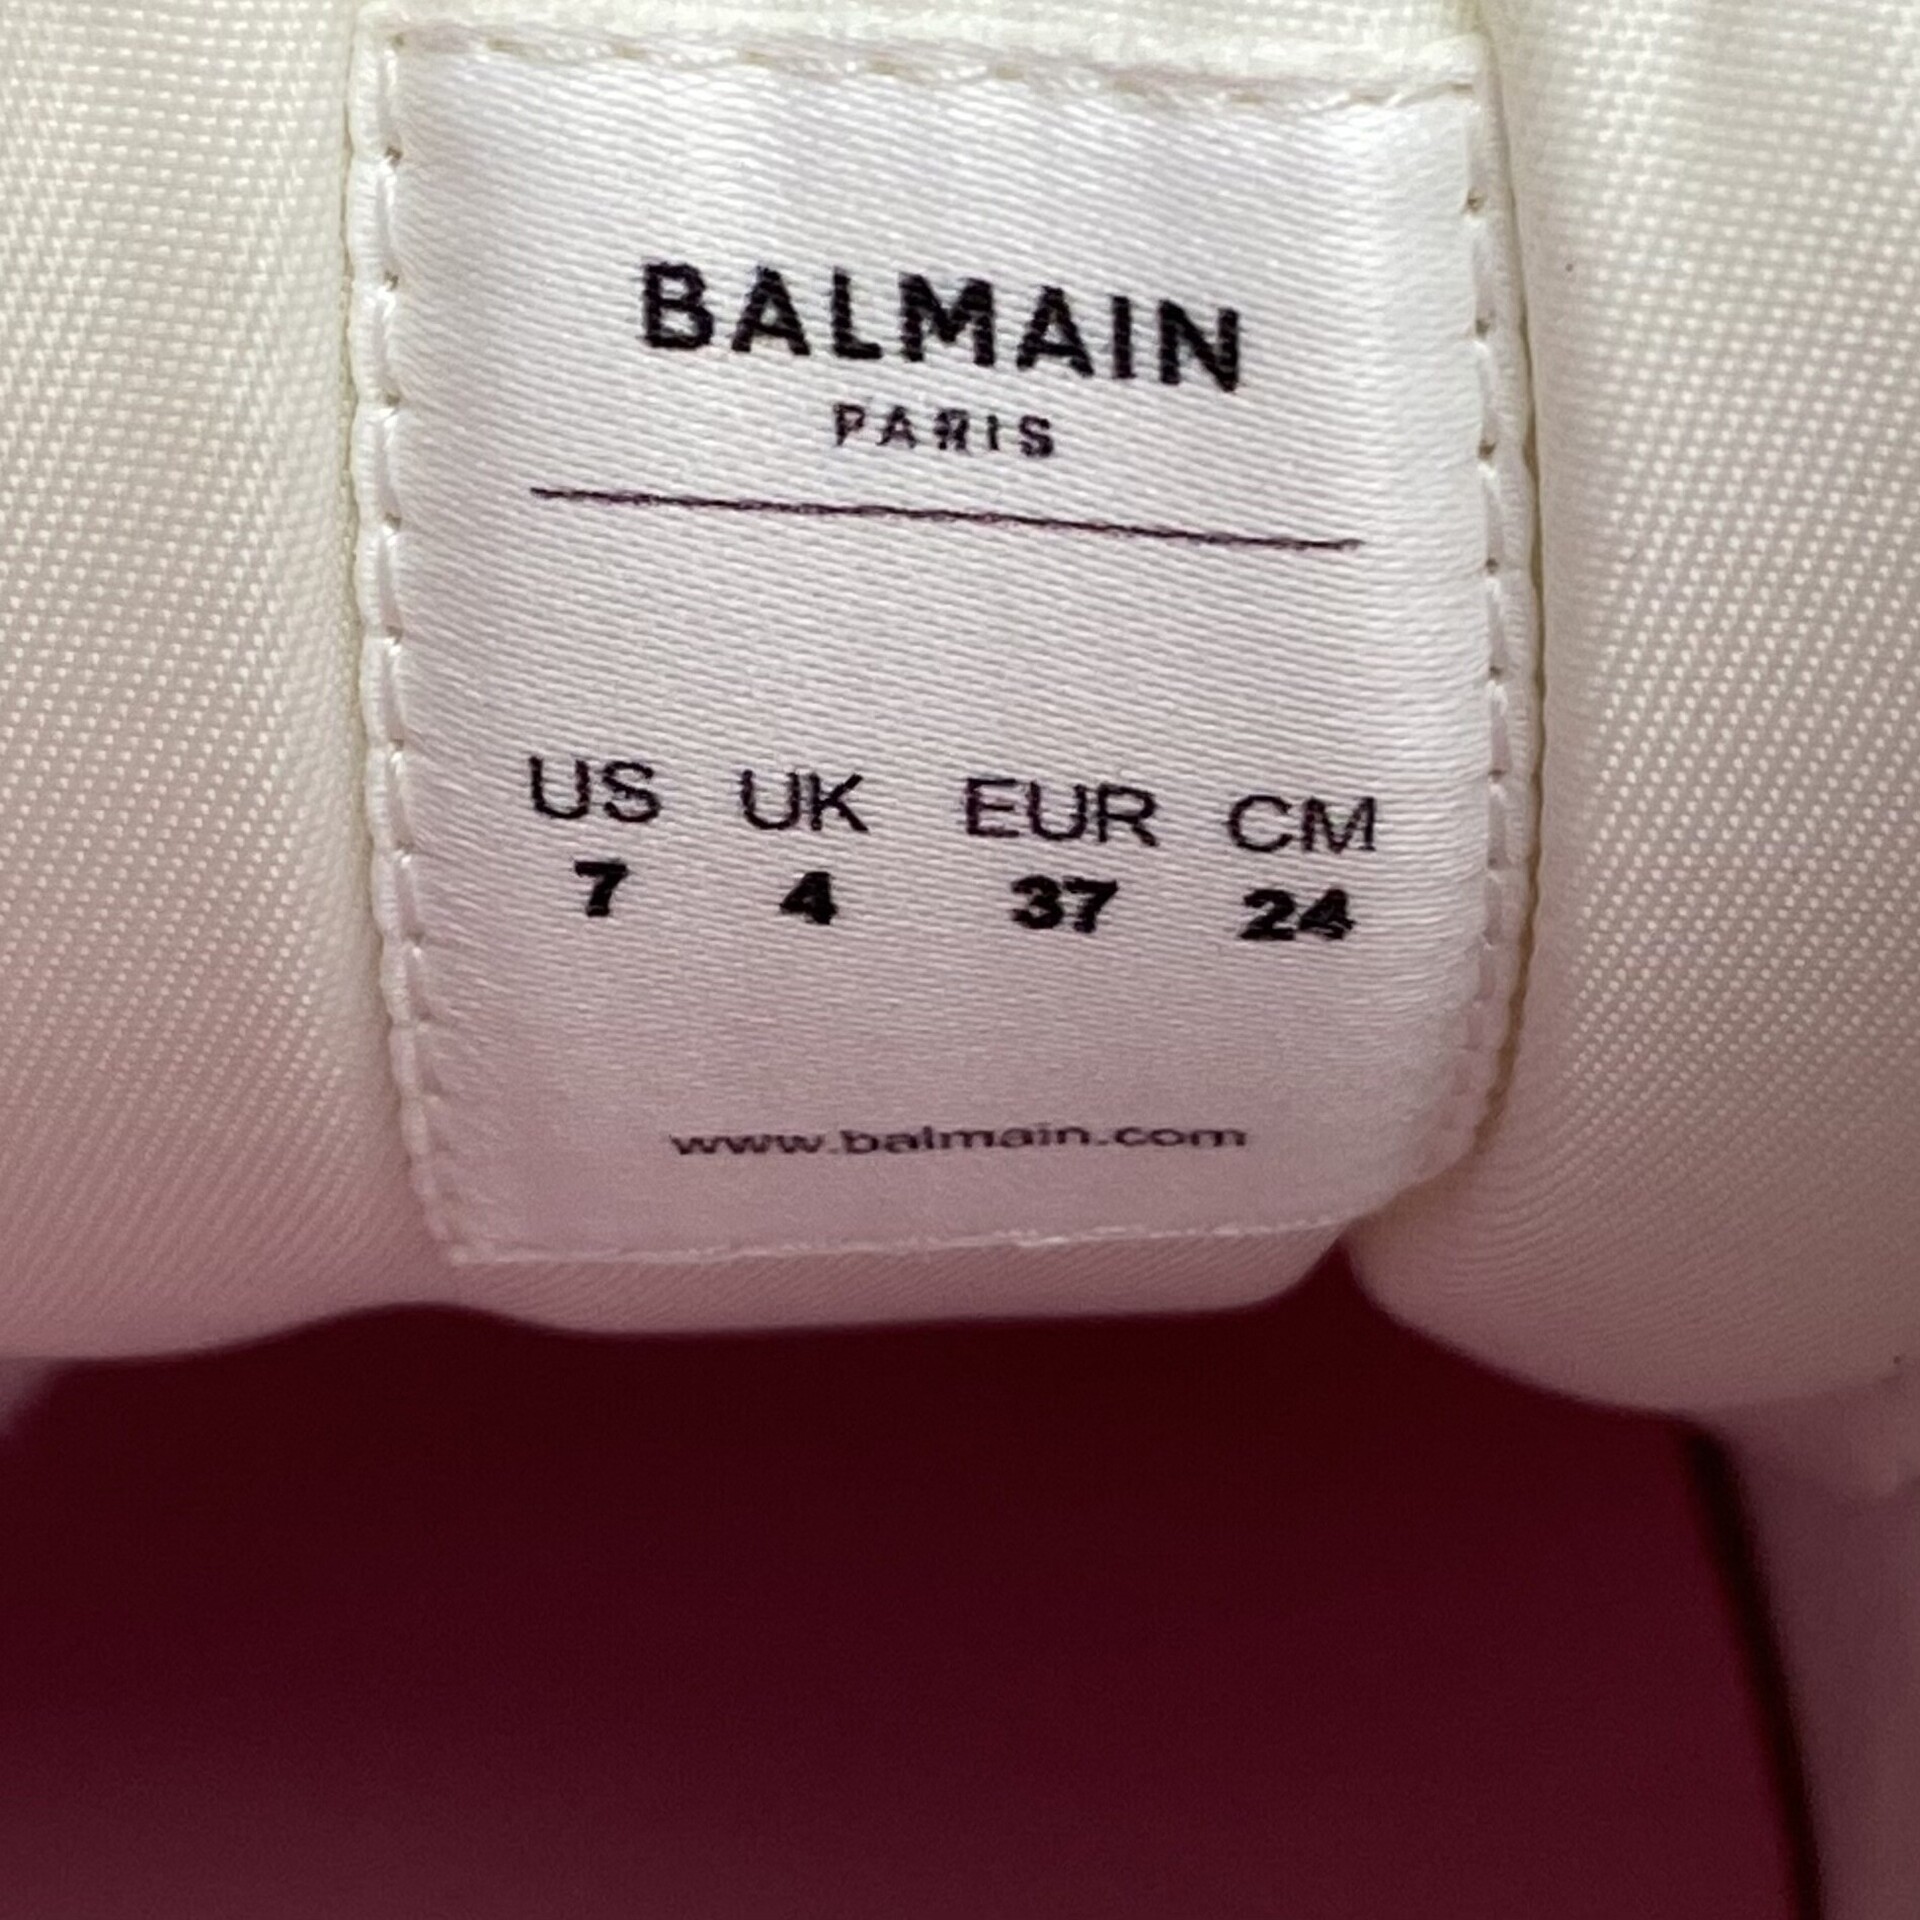 BALMAIN
PARIS
US UK EUR CM
7 4 37 24
www.balmain.com